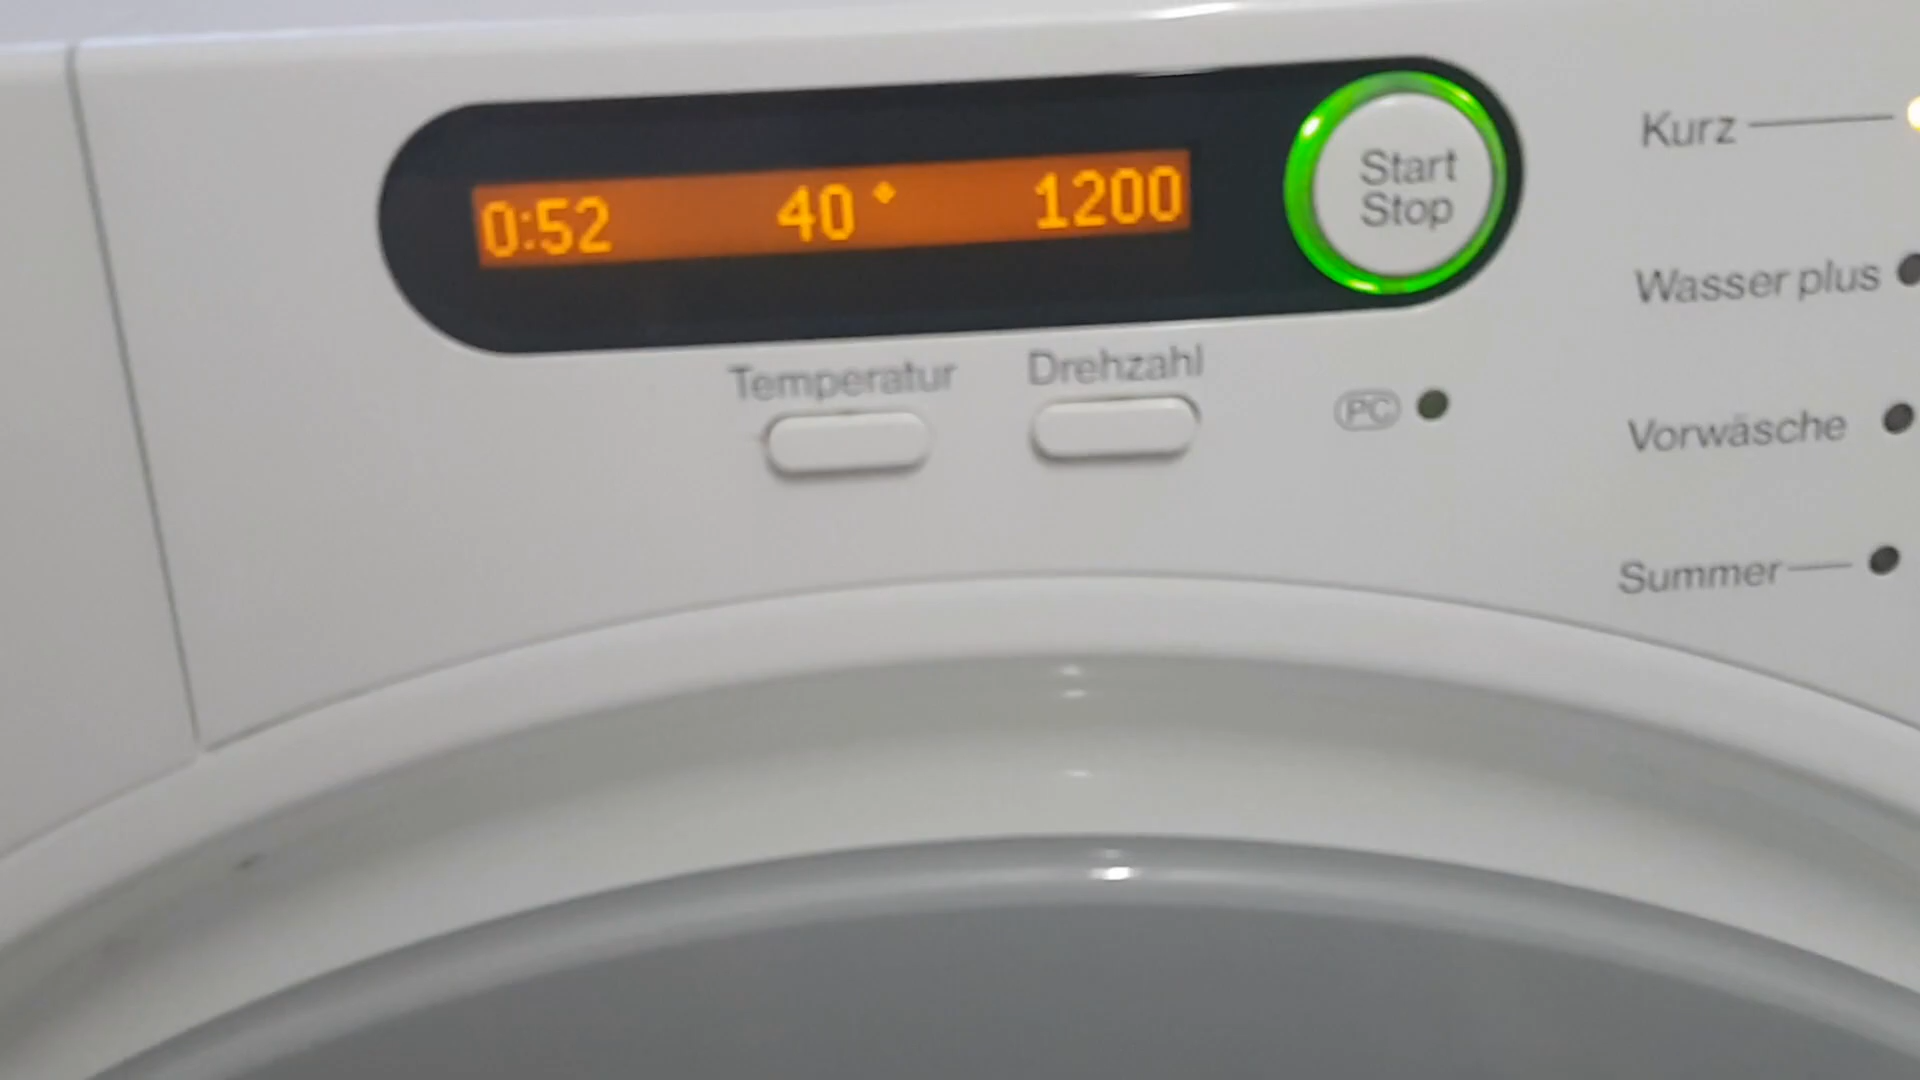 0:52 40° 1200
Start
Stop
Temperatur
Drehzahl
PC
Kurz
Wasser plus
Vorwäsche
Summer